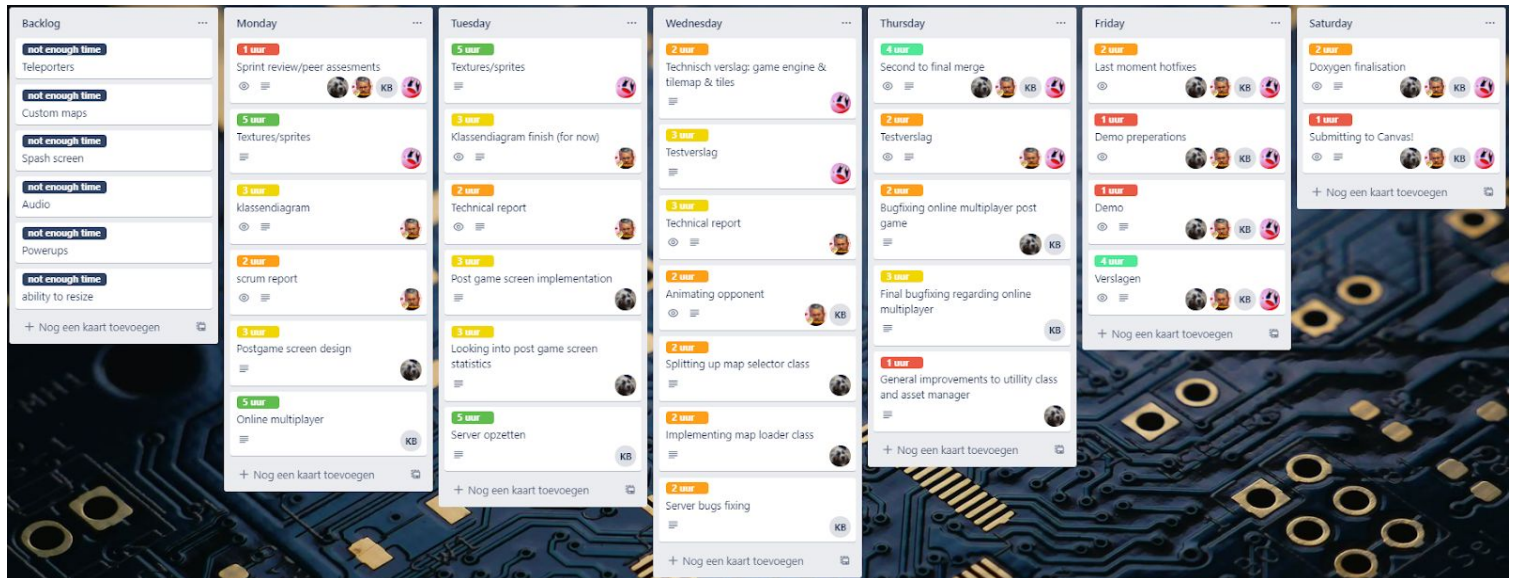 Backlog
not enough time
Teleporters
not enough time
Custom maps
not enough time
Spash screen
not enough time
Audio
not enough time
Powerups
not enough time
ability to resize
+ Nog een kaart toevoegen
Monday
1 uur
Sprint review/peer assesments
KB
5 uur
Textures/sprites
3 uur
klassendiagram
2 uur
scrum report
3 uur
Postgame screen design
5 uur
Online multiplayer
KB
+ Nog een kaart toevoegen
Tuesday
5 uur
Textures/sprites
3 uur
Klassendiagram finish (for now)
2 uur
Technical report
3 uur
Post game screen implementation
3 uur
Looking into post game screen
statistics
5 uur
Server opzetten
KB
+ Nog een kaart toevoegen
Wednesday
2 uur
Technisch verslag: game engine &
tilemap & tiles
3 uur
Testverslag
3 uur
Technical report
2 uur
Animating opponent
KB
2 uur
Splitting up map selector class
2 uur
Implementing map loader class
2 uur
Server bugs fixing
KB
+ Nog een kaart toevoegen
Thursday
4 uur
Second to final merge
KB
2 uur
Testverslag
2 uur
Bugfixing online multiplayer post
game
KB
3 uur
Final bugfixing regarding online
multiplayer
KB
1 uur
General improvements to utillity class
and asset manager
+ Nog een kaart toevoegen
Friday
2 uur
Last moment hotfixes
KB
1 uur
Demo preperations
KB
1 uur
Demo
KB
4 uur
Verslagen
KB
+ Nog een kaart toevoegen
Saturday
2 uur
Doxygen finalisation
KB
1 uur
Submitting to Canvas!
KB
+ Nog een kaart toevoegen